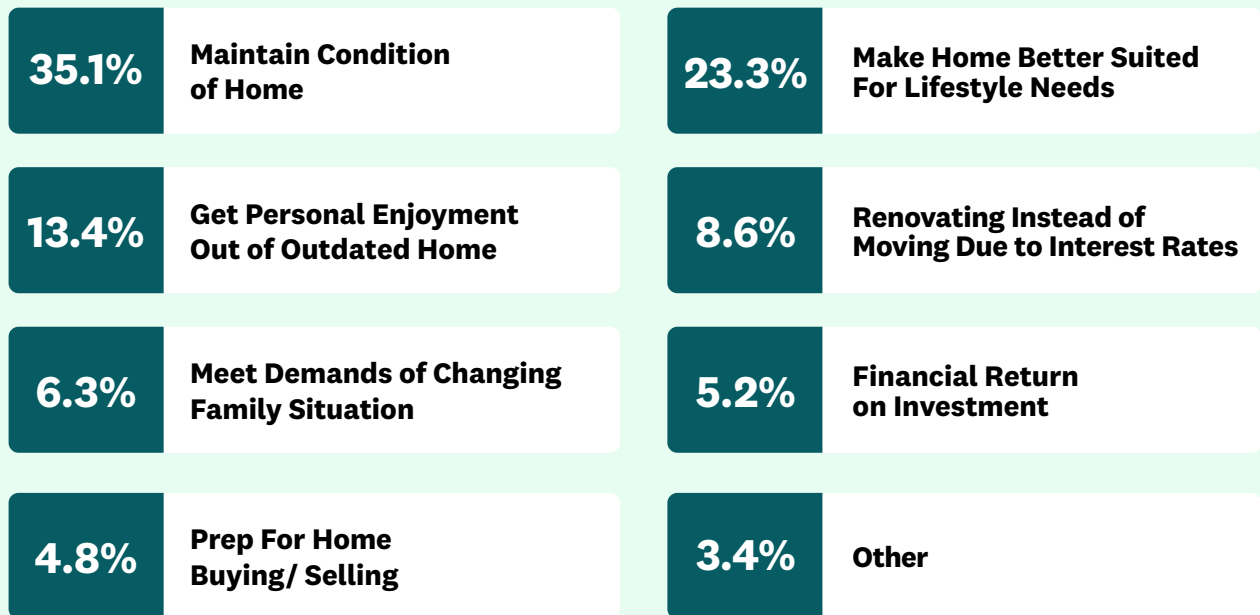 35.1%
Maintain Condition
of Home
23.3%
Make Home Better Suited
For Lifestyle Needs
13.4%
Get Personal Enjoyment
Out of Outdated Home
8.6%
Renovating Instead of
Moving Due to Interest Rates
6.3%
Meet Demands of Changing
Family Situation
5.2%
Financial Return
on Investment
4.8%
Prep For Home
Buying/ Selling
3.4%
Other